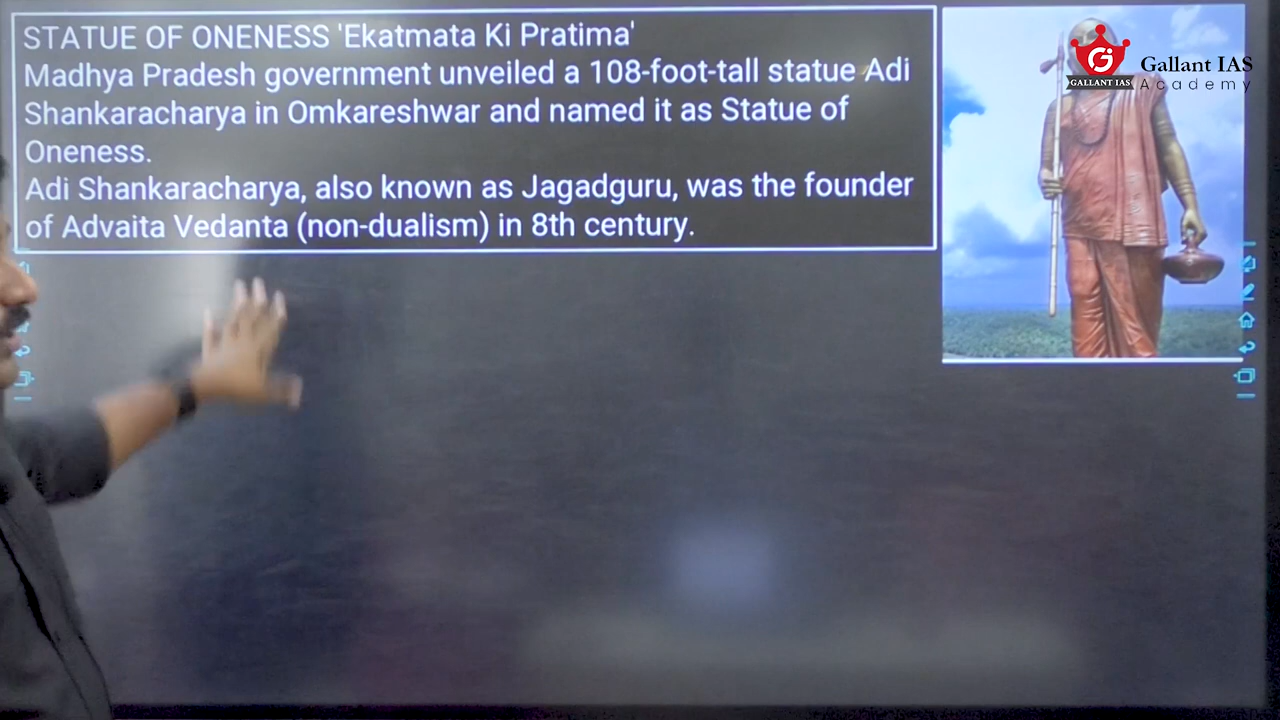 STATUE OF ONENESS 'Ekatmata Ki Pratima'
Madhya Pradesh government unveiled a 108-foot-tall statue Adi
Shankaracharya in Omkareshwar and named it as Statue of
Oneness.
Adi Shankaracharya, also known as Jagadguru, was the founder
of Advaita Vedanta (non-dualism) in 8th century.
GALLANT IAS
Gallant IAS
Academy